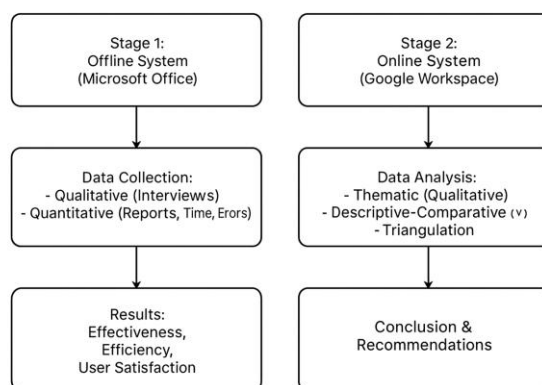 Stage 1:
Offline System
(Microsoft Office)
Data Collection:
- Qualitative (Interviews)
- Quantitative (Reports, Time, Erors)
Results:
Effectiveness,
Efficiency,
User Satisfaction
Stage 2:
Online System
(Google Workspace)
Data Analysis:
- Thematic (Qualitative)
- Descriptive-Comparative (v)
- Triangulation
Conclusion &
Recommendations